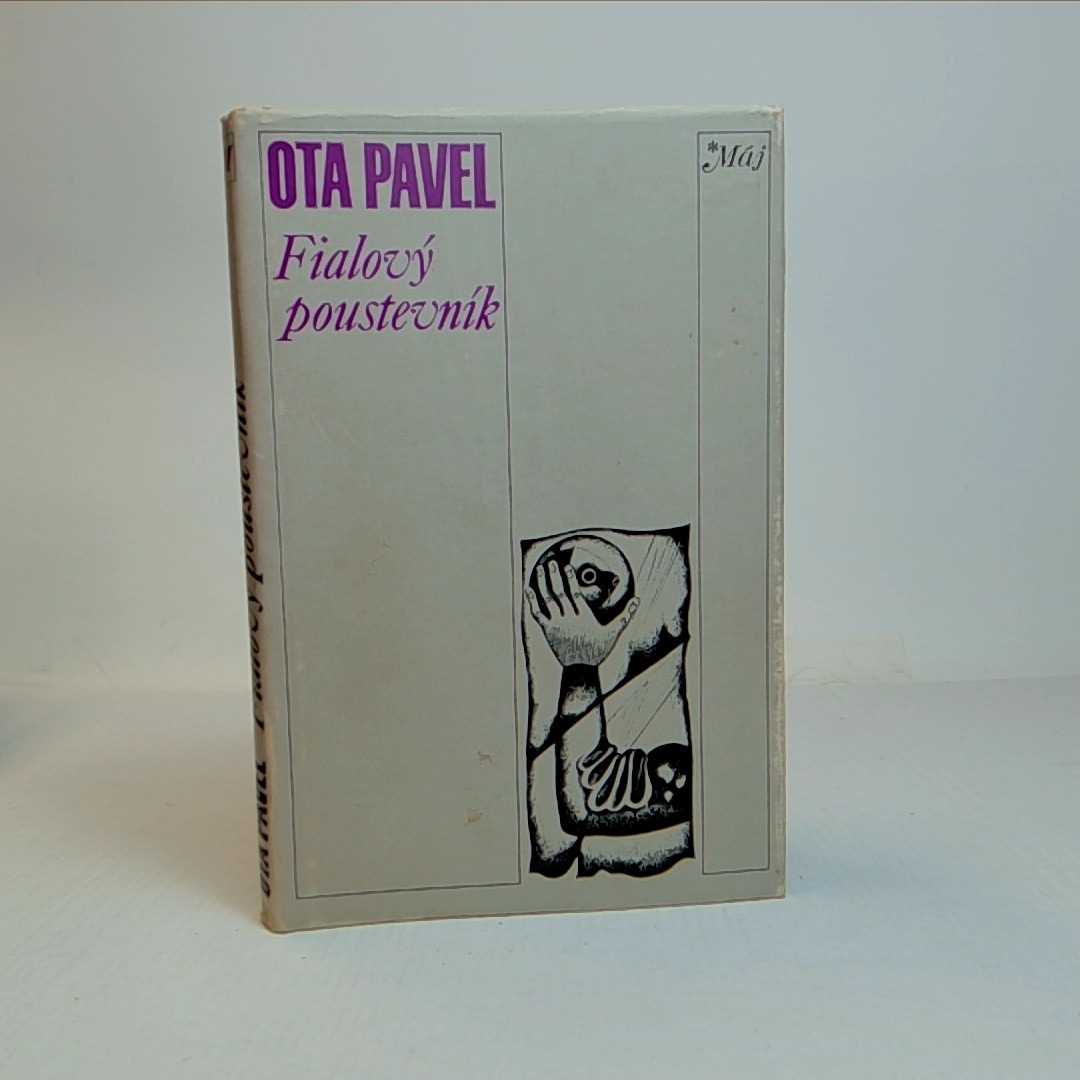 OTA PAVEL
Fialový
poustevník
*Máj
OTA PAVEL Fialový poustevník